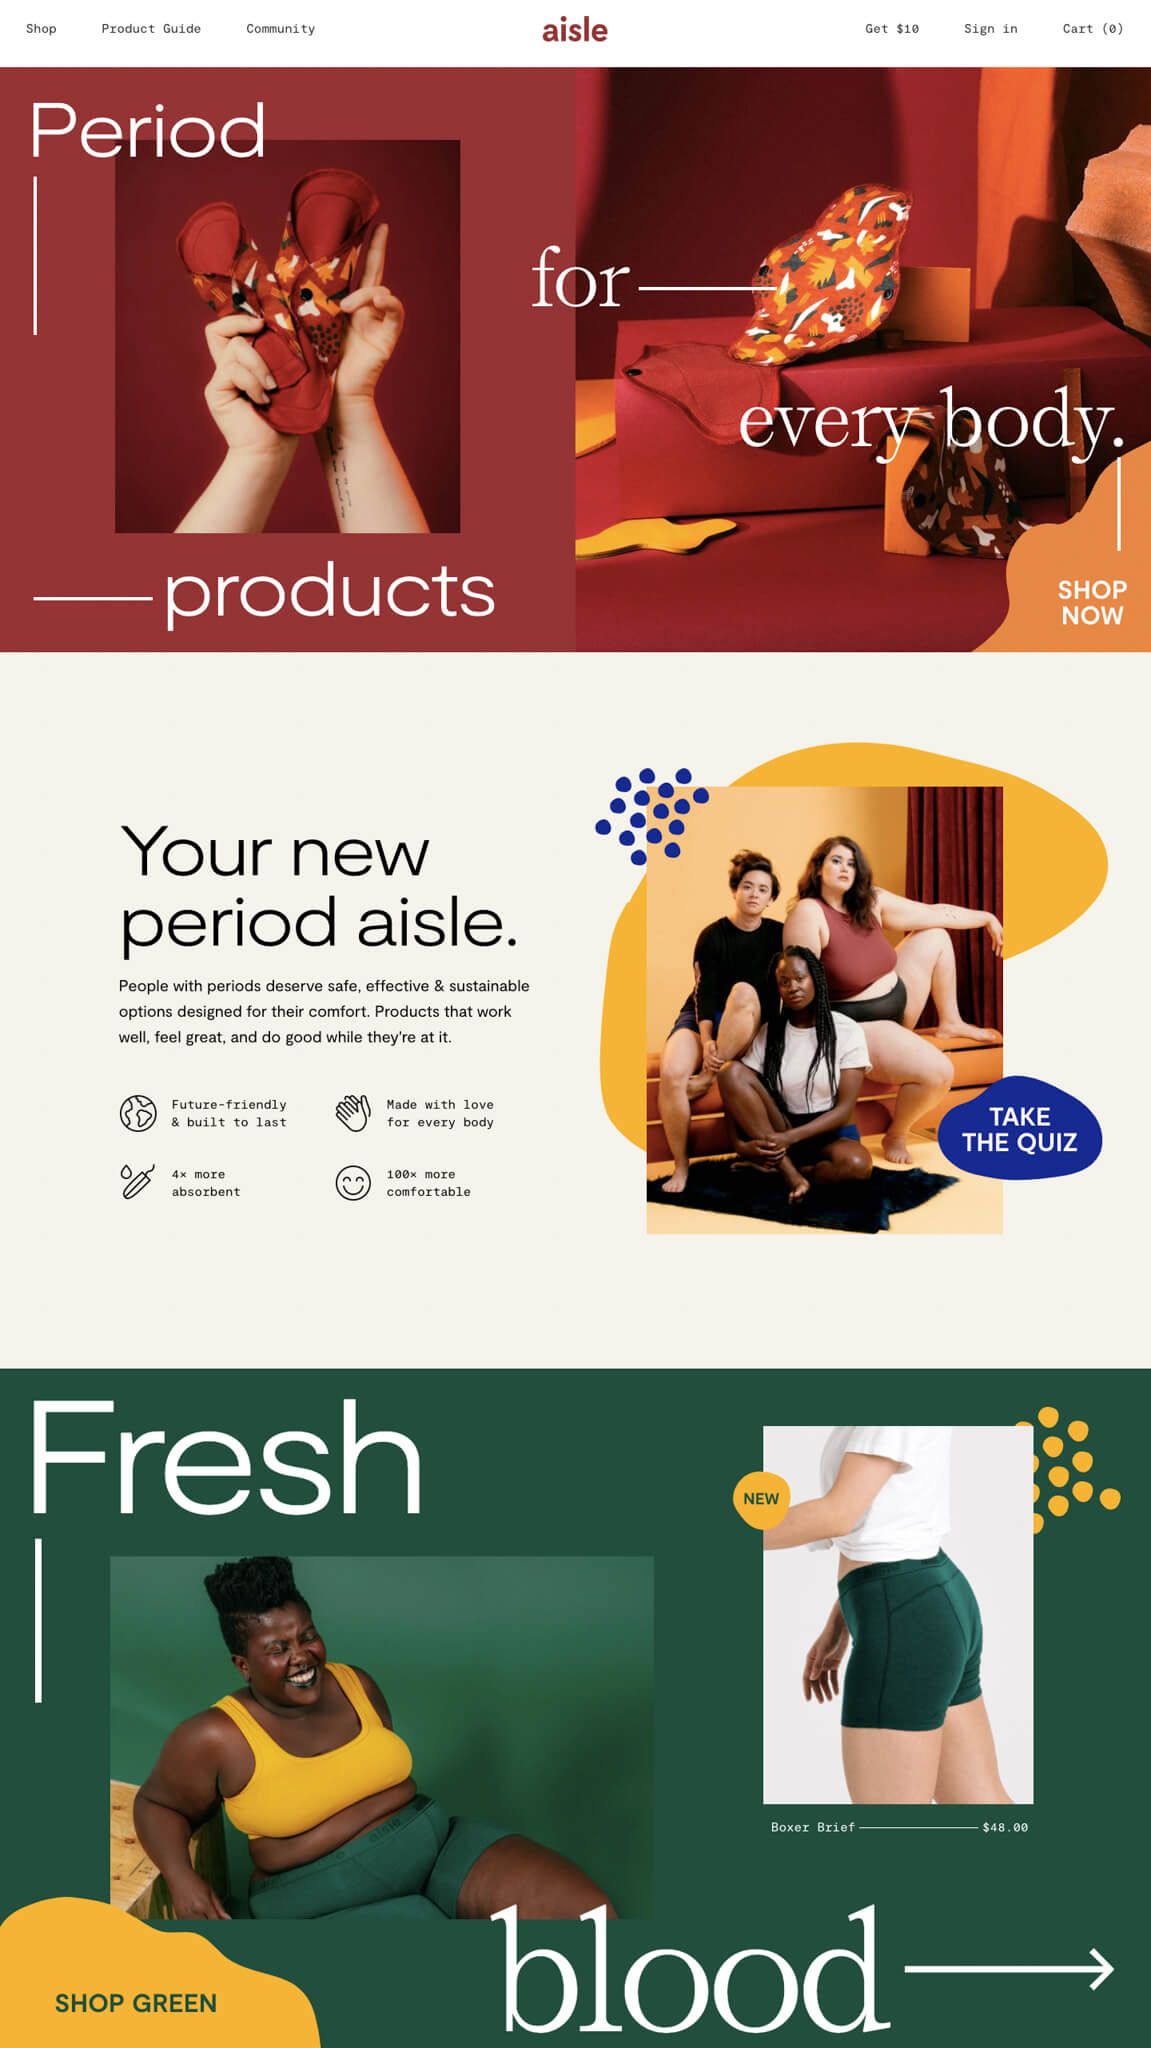 Shop
Product Guide
Community
aisle
Get $10
Sign in
Cart (0)
Period
for
every body.
products
SHOP
NOW
Your new
period aisle.
People with periods deserve safe, effective & sustainable
options designed for their comfort. Products that work
well, feel great, and do good while they're at it.
Future-friendly
& built to last
Made with love
for every body
4× more
absorbent
100× more
comfortable
TAKE
THE QUIZ
Fresh
NEW
aisle
Boxer Brief
$48.00
blood
SHOP GREEN